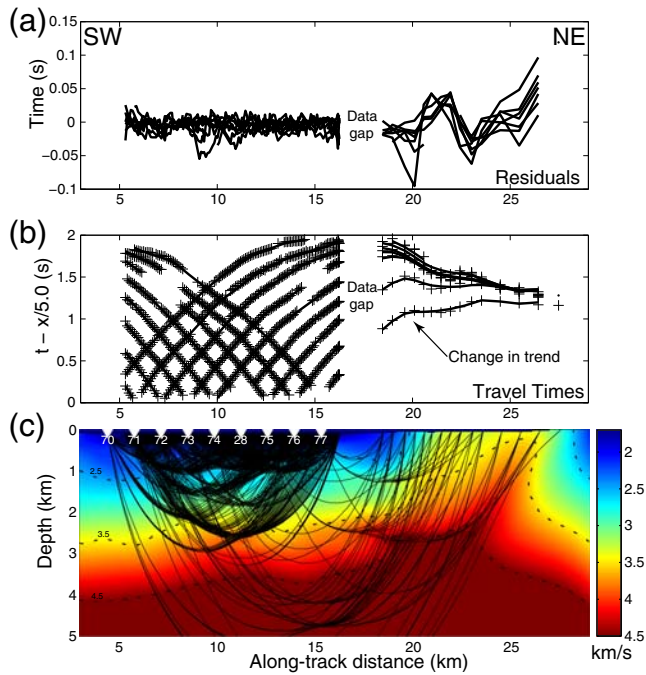 (a)
SW
NE
0.15
0.1
0.05
0
−0.05
−0.1
Time (s)
Data
gap
Residuals
5
10
15
20
25
(b)
2
1.5
1
0.5
0
t − x/5.0 (s)
Data
gap
Change in trend
Travel Times
5
10
15
20
25
(c)
0
1
2
3
4
5
Depth (km)
70 71 72 73 74 28 75 76 77
2.5
3.5
4.5
5
10
15
20
25
Along-track distance (km)
2
2.5
3
3.5
4
4.5
km/s